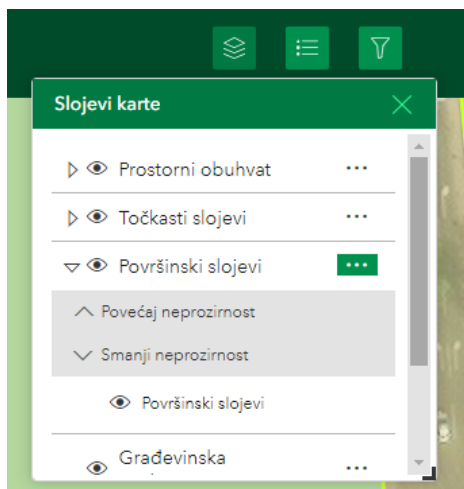 Slojevi karte
Prostorni obuhvat
Točkasti slojevi
Površinski slojevi
Povećaj neprozirnost
Smanji neprozirnost
Površinski slojevi
Građevinska